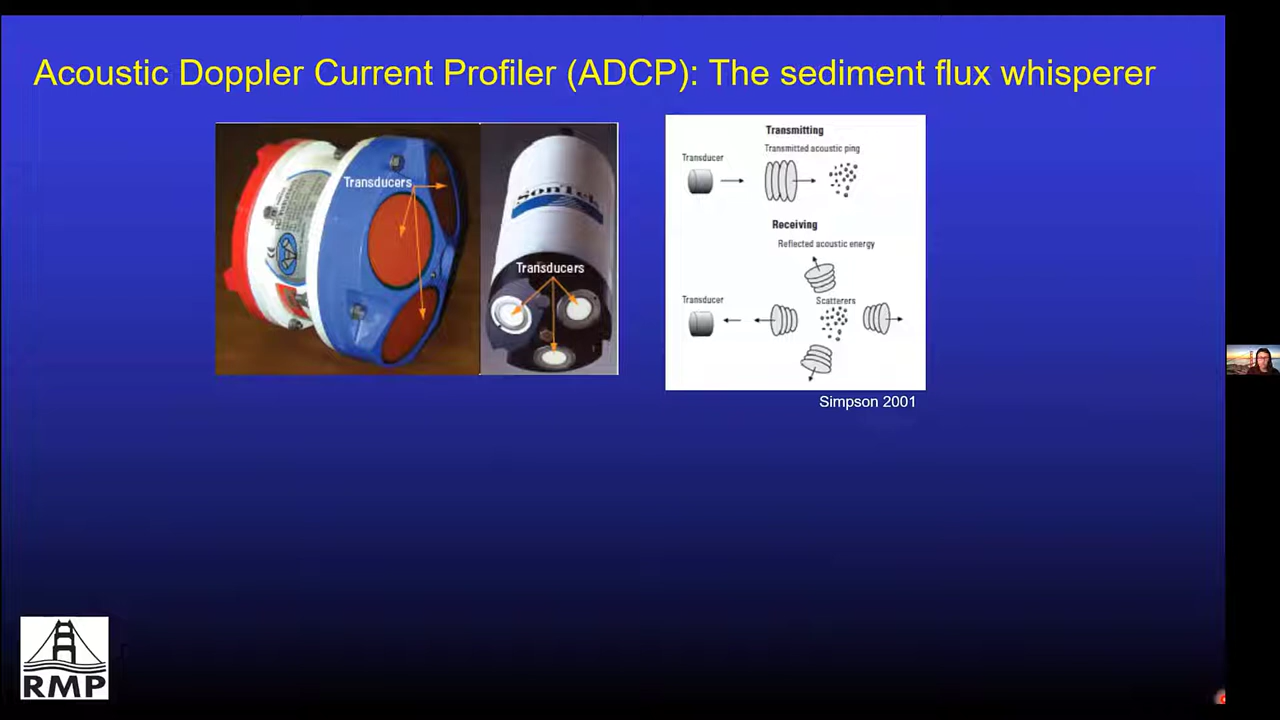 Acoustic Doppler Current Profiler (ADCP): The sediment flux whisperer
Transducers
SonTek
Transducers
Transmitting
Transmitted acoustic ping
Transducer
Receiving
Reflected acoustic energy
Transducer
Scatterers
Simpson 2001
RMP